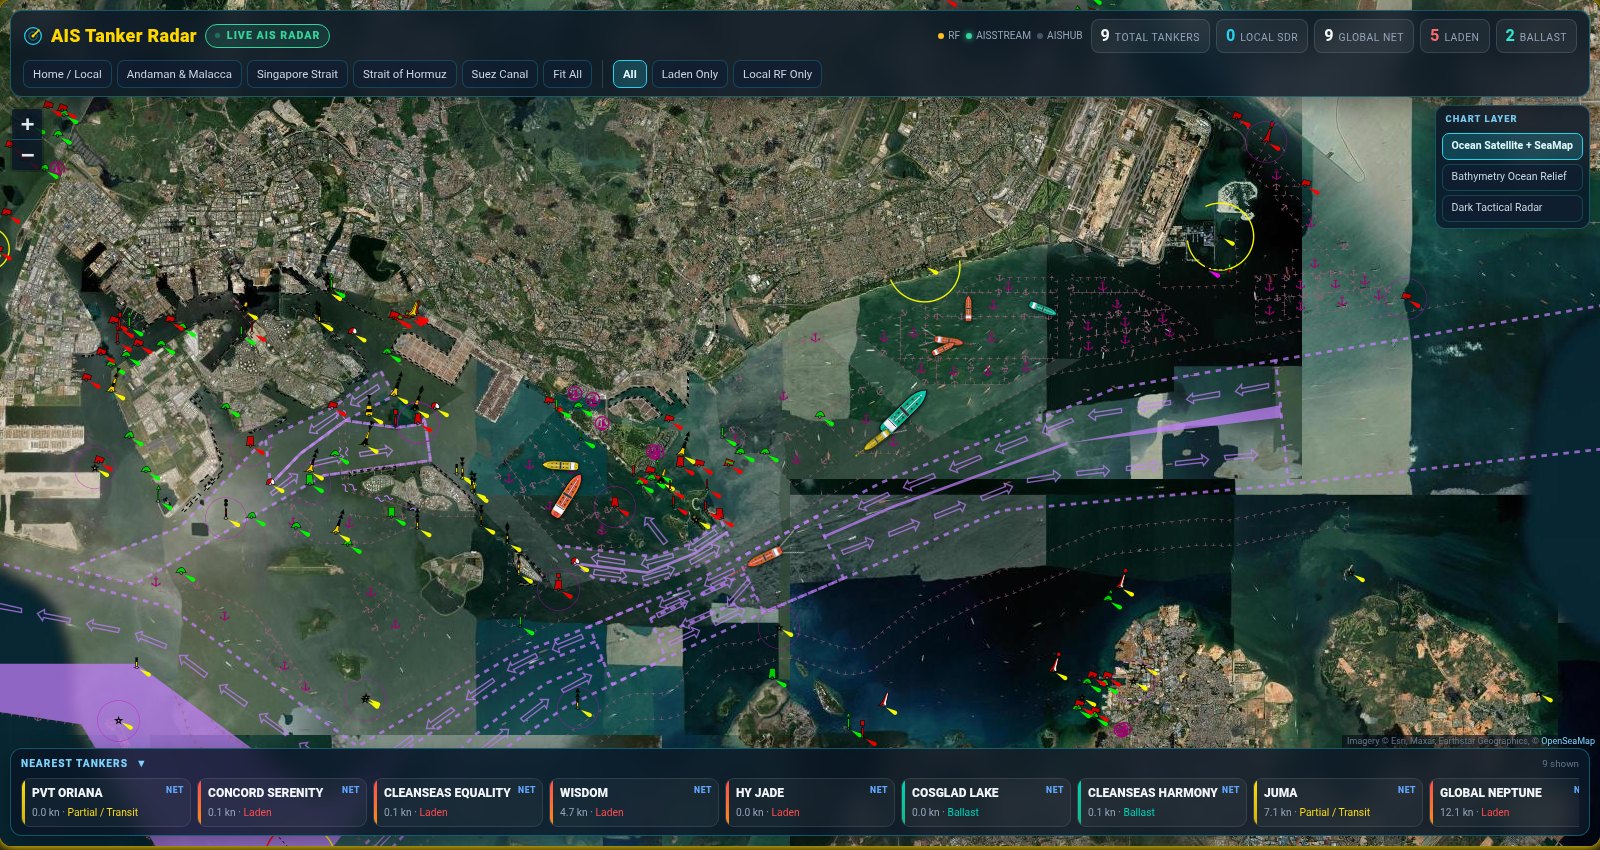 AIS Tanker Radar
LIVE AIS RADAR
RF
AISSTREAM
AISHUB
9 TOTAL TANKERS
0 LOCAL SDR
9 GLOBAL NET
5 LADEN
2 BALLAST
Home / Local
Andaman & Malacca
Singapore Strait
Strait of Hormuz
Suez Canal
Fit All
All
Laden Only
Local RF Only
+
−
CHART LAYER
Ocean Satellite + SeaMap
Bathymetry Ocean Relief
Dark Tactical Radar
C
Imagery © Esri, Maxar, Earthstar Geographics, © OpenSeaMap
NEAREST TANKERS ▼
9 shown
PVT ORIANA NET
0.0 kn · Partial / Transit
CONCORD SERENITY NET
0.1 kn · Laden
CLEANSEAS EQUALITY NET
0.1 kn · Laden
WISDOM NET
4.7 kn · Laden
HY JADE NET
0.0 kn · Laden
COSGLAD LAKE NET
0.0 kn · Ballast
CLEANSEAS HARMONY NET
0.1 kn · Ballast
JUMA NET
7.1 kn · Partial / Transit
GLOBAL NEPTUNE N
12.1 kn · Laden